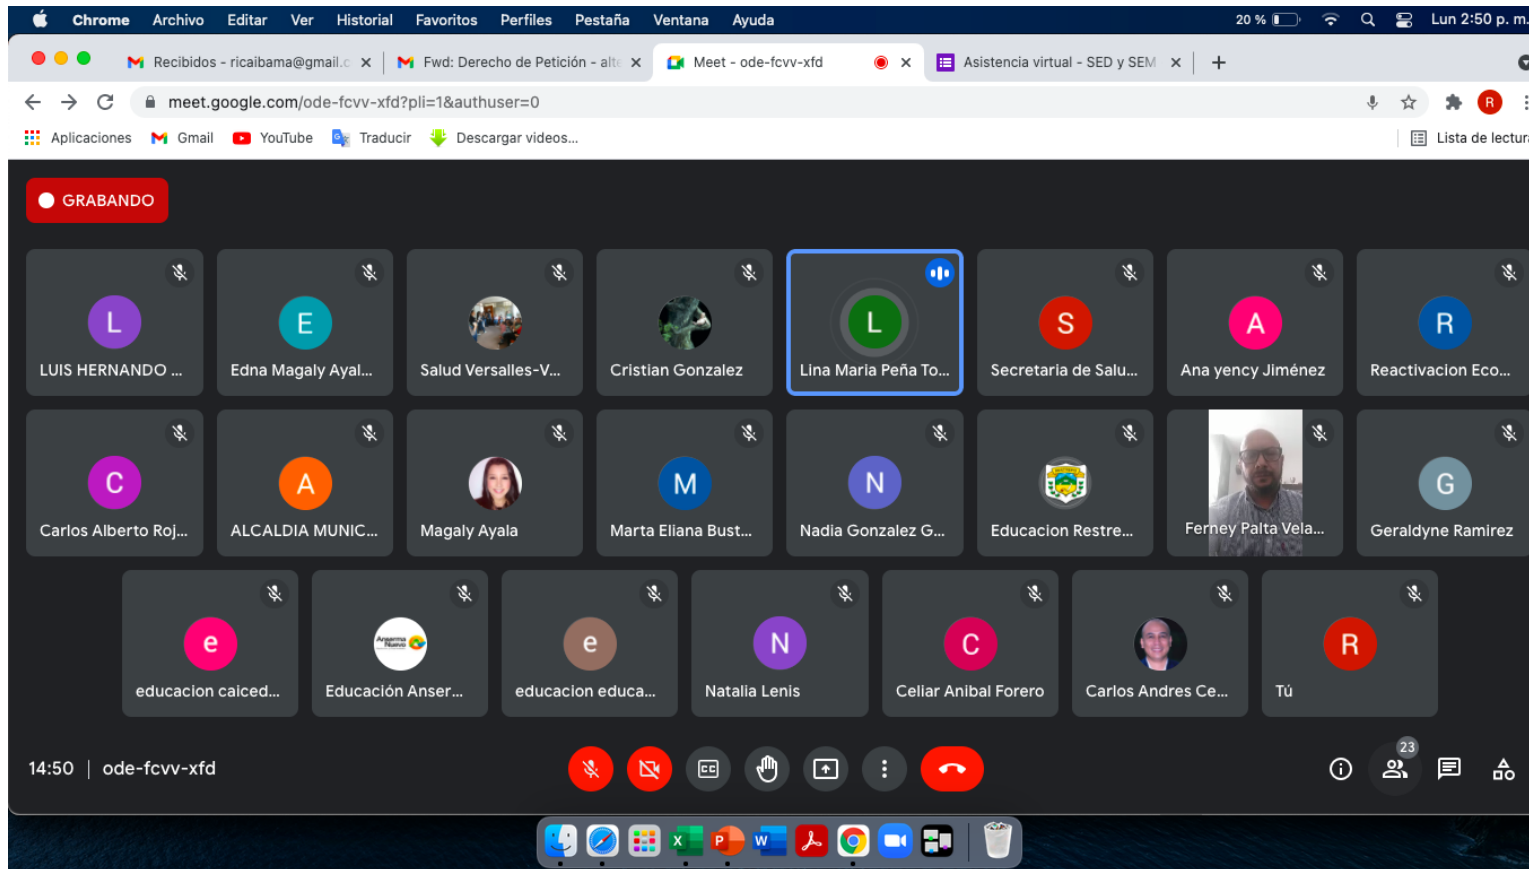 Chrome Archivo Editar Ver Historial Favoritos Perfiles Pestaña Ventana Ayuda 20 % Lun 2:50 p. m.
Recibidos - ricaibama@gmail.c Fwd: Derecho de Petición - alte Meet - ode-fcvv-xfd Asistencia virtual - SED y SEM
meet.google.com/ode-fcvv-xfd?pli=1&authuser=0 R
Aplicaciones Gmail YouTube Traducir Descargar videos... Lista de lectura
GRABANDO
L E L S A R
LUIS HERNANDO ... Edna Magaly Ayal... Salud Versalles-V... Cristian Gonzalez Lina Maria Peña To... Secretaria de Salu... Ana yency Jiménez Reactivacion Eco...
C A M N G
Carlos Alberto Roj... ALCALDIA MUNIC... Magaly Ayala Marta Eliana Bust... Nadia Gonzalez G... Educacion Restre... Ferney Palta Vela... Geraldyne Ramirez
e Anserma Nuevo e N C R
educacion caiced... Educación Anser... educacion educa... Natalia Lenis Celiar Anibal Forero Carlos Andres Ce... Tú
14:50 | ode-fcvv-xfd CC 23
X P W